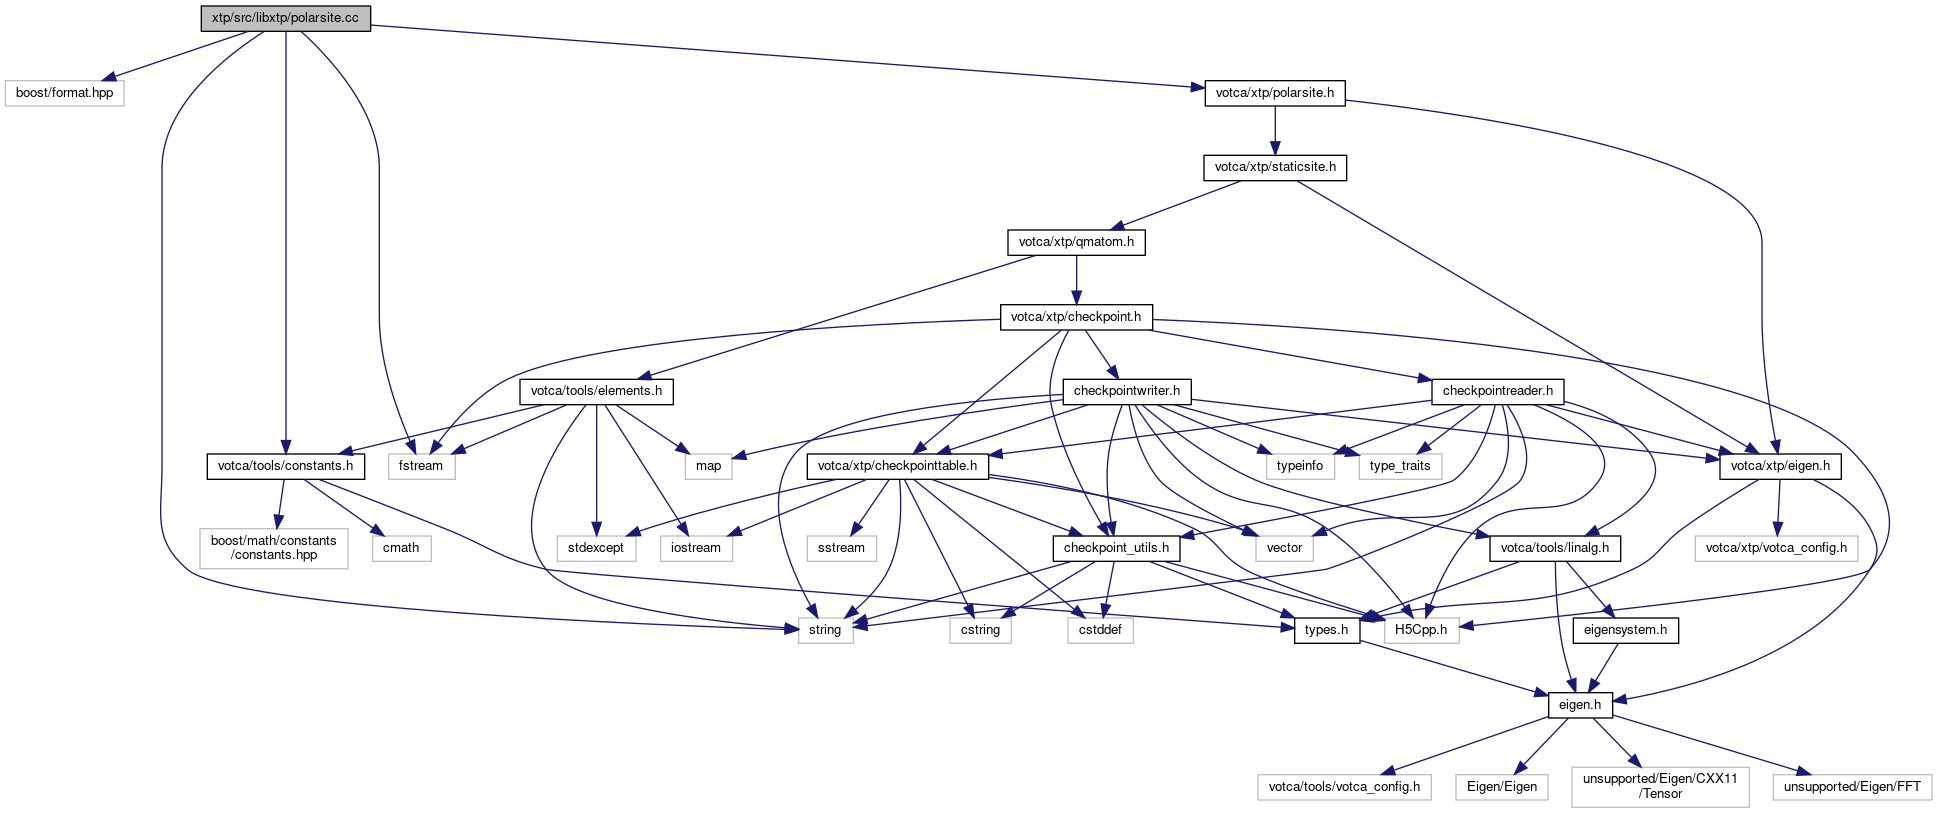 xtp/src/libxtp/polarsite.cc
boost/format.hpp
votca/xtp/polarsite.h
votca/xtp/staticsite.h
votca/xtp/qmatom.h
votca/xtp/checkpoint.h
votca/tools/elements.h
checkpointwriter.h
checkpointreader.h
votca/tools/constants.h
fstream
map
votca/xtp/checkpointtable.h
typeinfo
type_traits
votca/xtp/eigen.h
boost/math/constants
/constants.hpp
cmath
stdexcept
iostream
sstream
checkpoint_utils.h
vector
votca/tools/linalg.h
votca/xtp/votca_config.h
string
cstring
cstddef
types.h
H5Cpp.h
eigensystem.h
eigen.h
votca/tools/votca_config.h
Eigen/Eigen
unsupported/Eigen/CXX11
/Tensor
unsupported/Eigen/FFT